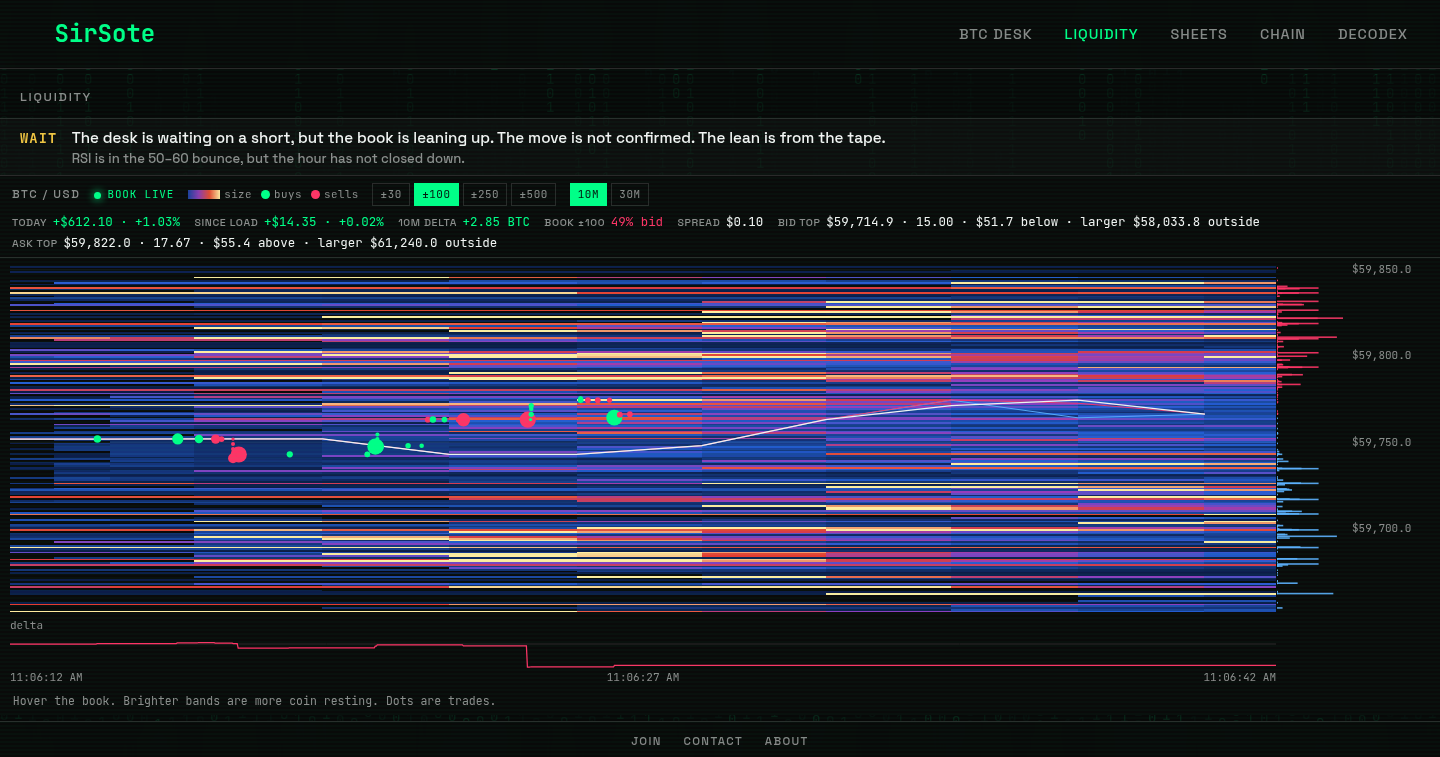 SirSote
BTC DESK LIQUIDITY SHEETS CHAIN DECODEX
LIQUIDITY
WAIT The desk is waiting on a short, but the book is leaning up. The move is not confirmed. The lean is from the tape.
RSI is in the 50–60 bounce, but the hour has not closed down.
BTC / USD BOOK LIVE size buys sells ±30 ±100 ±250 ±500 10M 30M
TODAY +$612.10 · +1.03% SINCE LOAD +$14.35 · +0.02% 10M DELTA +2.85 BTC BOOK ±100 49% bid SPREAD $0.10 BID TOP $59,714.9 · 15.00 · $51.7 below · larger $58,033.8 outside
ASK TOP $59,822.0 · 17.67 · $55.4 above · larger $61,240.0 outside
$59,850.0
$59,800.0
$59,750.0
$59,700.0
delta
11:06:12 AM 11:06:27 AM 11:06:42 AM
Hover the book. Brighter bands are more coin resting. Dots are trades.
JOIN CONTACT ABOUT